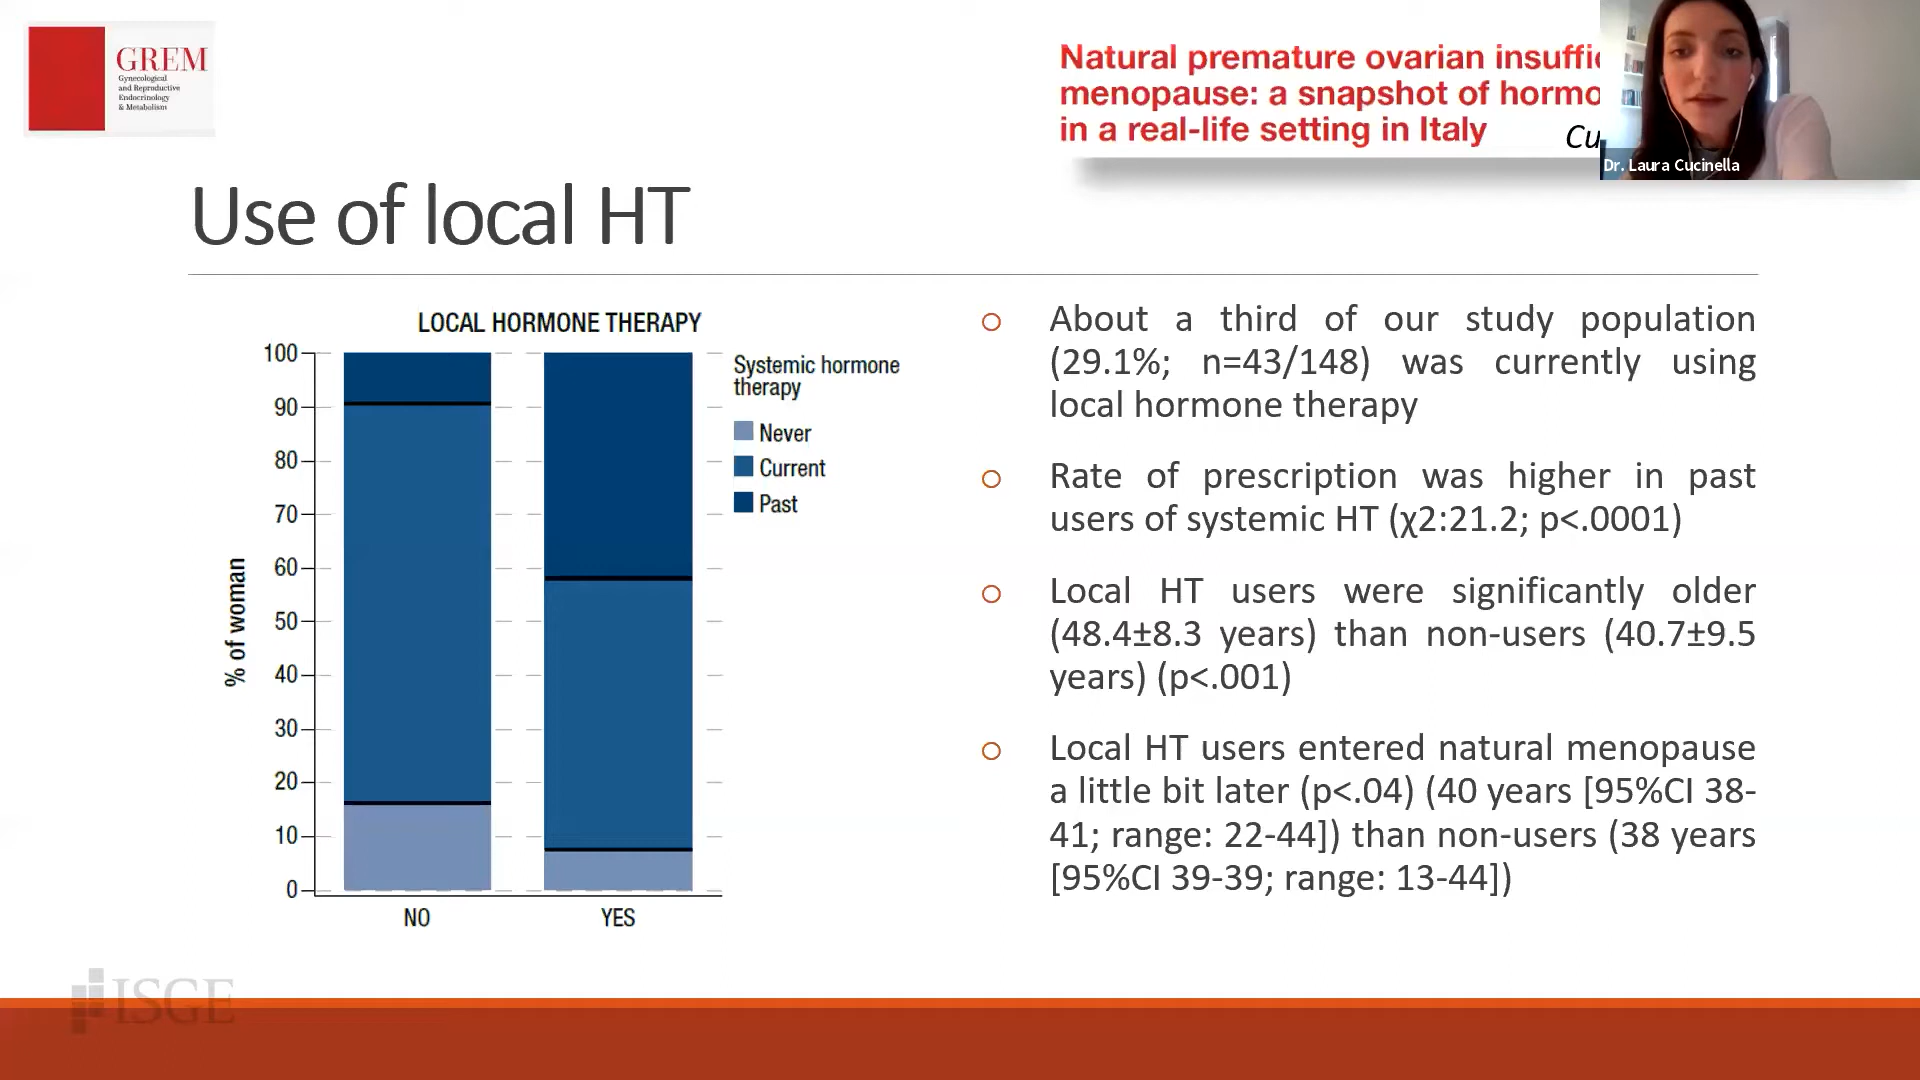 GREM
Gynecological
and Reproductive
Endocrinology
& Metabolism
Natural premature ovarian
menopause: a snapshot of
in a real-life setting in Italy
Dr. Laura Cucinella
Use of local HT
LOCAL HORMONE THERAPY
100
90
80
70
60
50
40
30
20
10
0
% of woman
NO
YES
Systemic hormone
therapy
Never
Current
Past
About a third of our study population
(29.1%; n=43/148) was currently using
local hormone therapy
Rate of prescription was higher in past
users of systemic HT (χ2:21.2; p<.0001)
Local HT users were significantly older
(48.4±8.3 years) than non-users (40.7±9.5
years) (p<.001)
Local HT users entered natural menopause
a little bit later (p<.04) (40 years [95%CI 38-
41; range: 22-44]) than non-users (38 years
[95%CI 39-39; range: 13-44])
ISGE